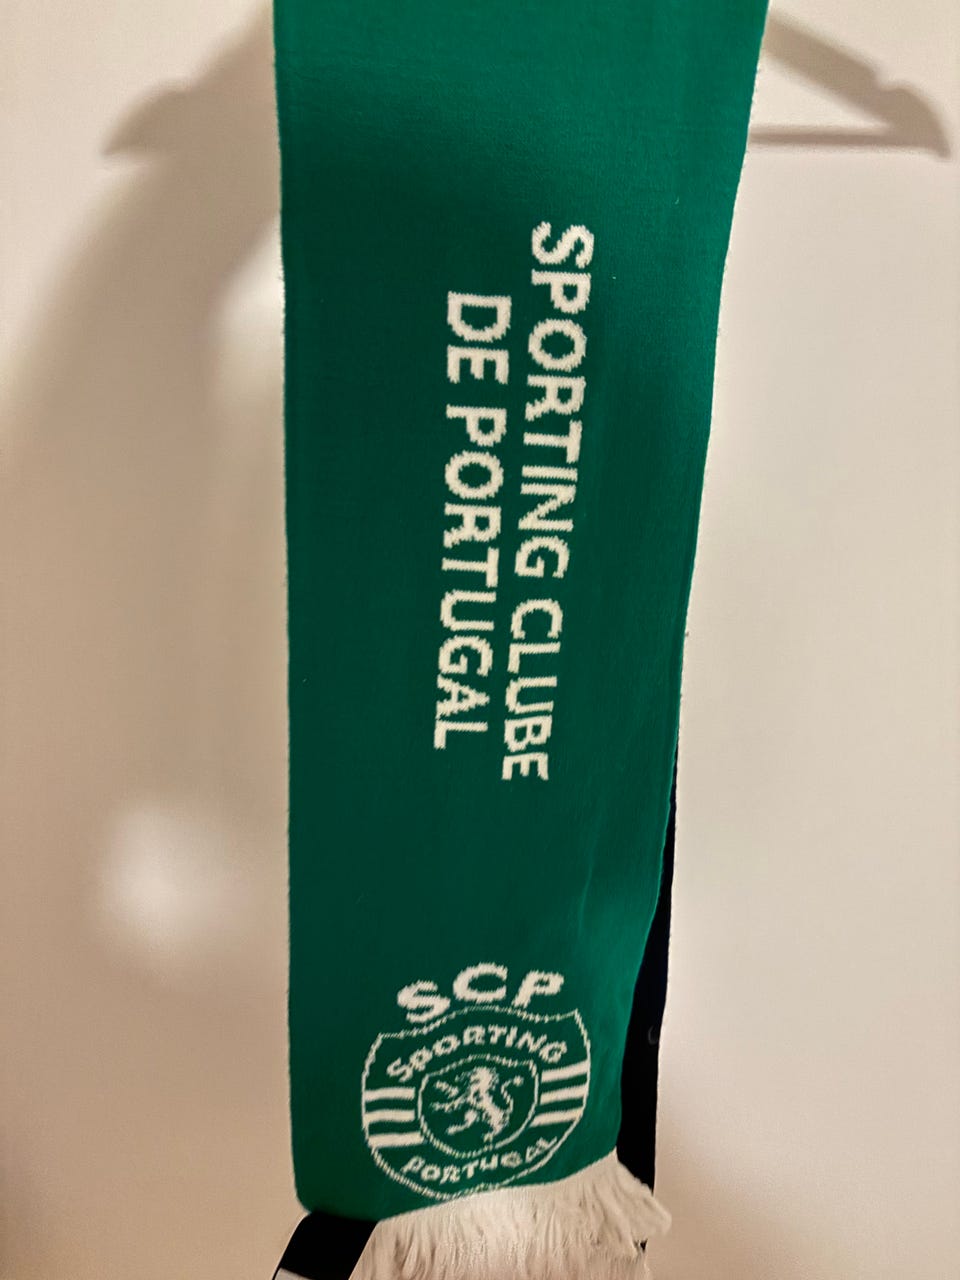 SPORTING CLUBE
DE PORTUGAL
SCP
SPORTING
PORTUGAL